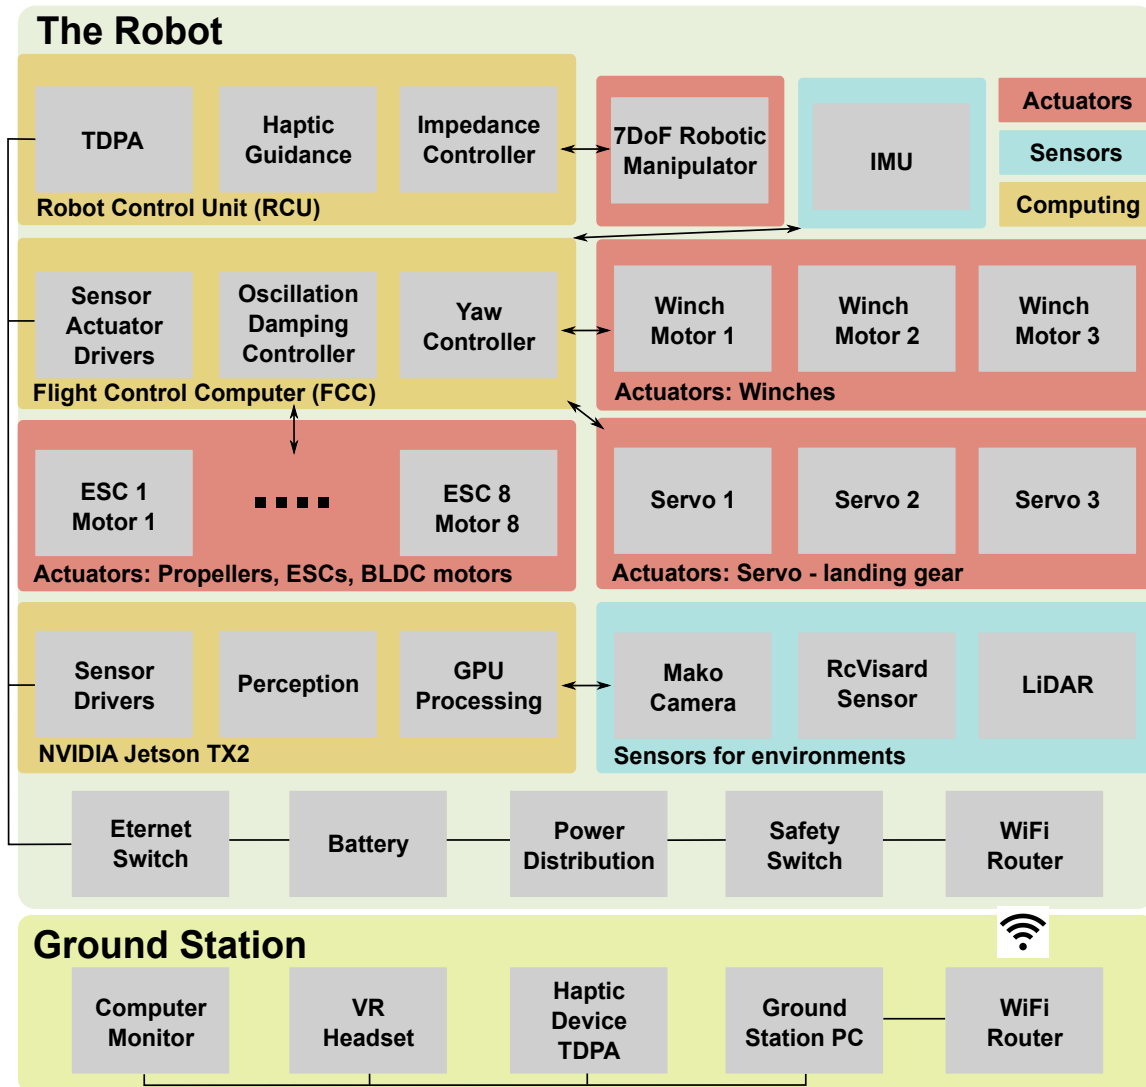 The Robot
TDPA
Haptic
Guidance
Impedance
Controller
Robot Control Unit (RCU)
7DoF Robotic
Manipulator
IMU
Actuators
Sensors
Computing
Sensor
Actuator
Drivers
Oscillation
Damping
Controller
Yaw
Controller
Flight Control Computer (FCC)
Winch
Motor 1
Winch
Motor 2
Winch
Motor 3
Actuators: Winches
ESC 1
Motor 1
ESC 8
Motor 8
Actuators: Propellers, ESCs, BLDC motors
Servo 1
Servo 2
Servo 3
Actuators: Servo - landing gear
Sensor
Drivers
Perception
GPU
Processing
NVIDIA Jetson TX2
Mako
Camera
RcVisard
Sensor
LiDAR
Sensors for environments
Eternet
Switch
Battery
Power
Distribution
Safety
Switch
WiFi
Router
Ground Station
Computer
Monitor
VR
Headset
Haptic
Device
TDPA
Ground
Station PC
WiFi
Router